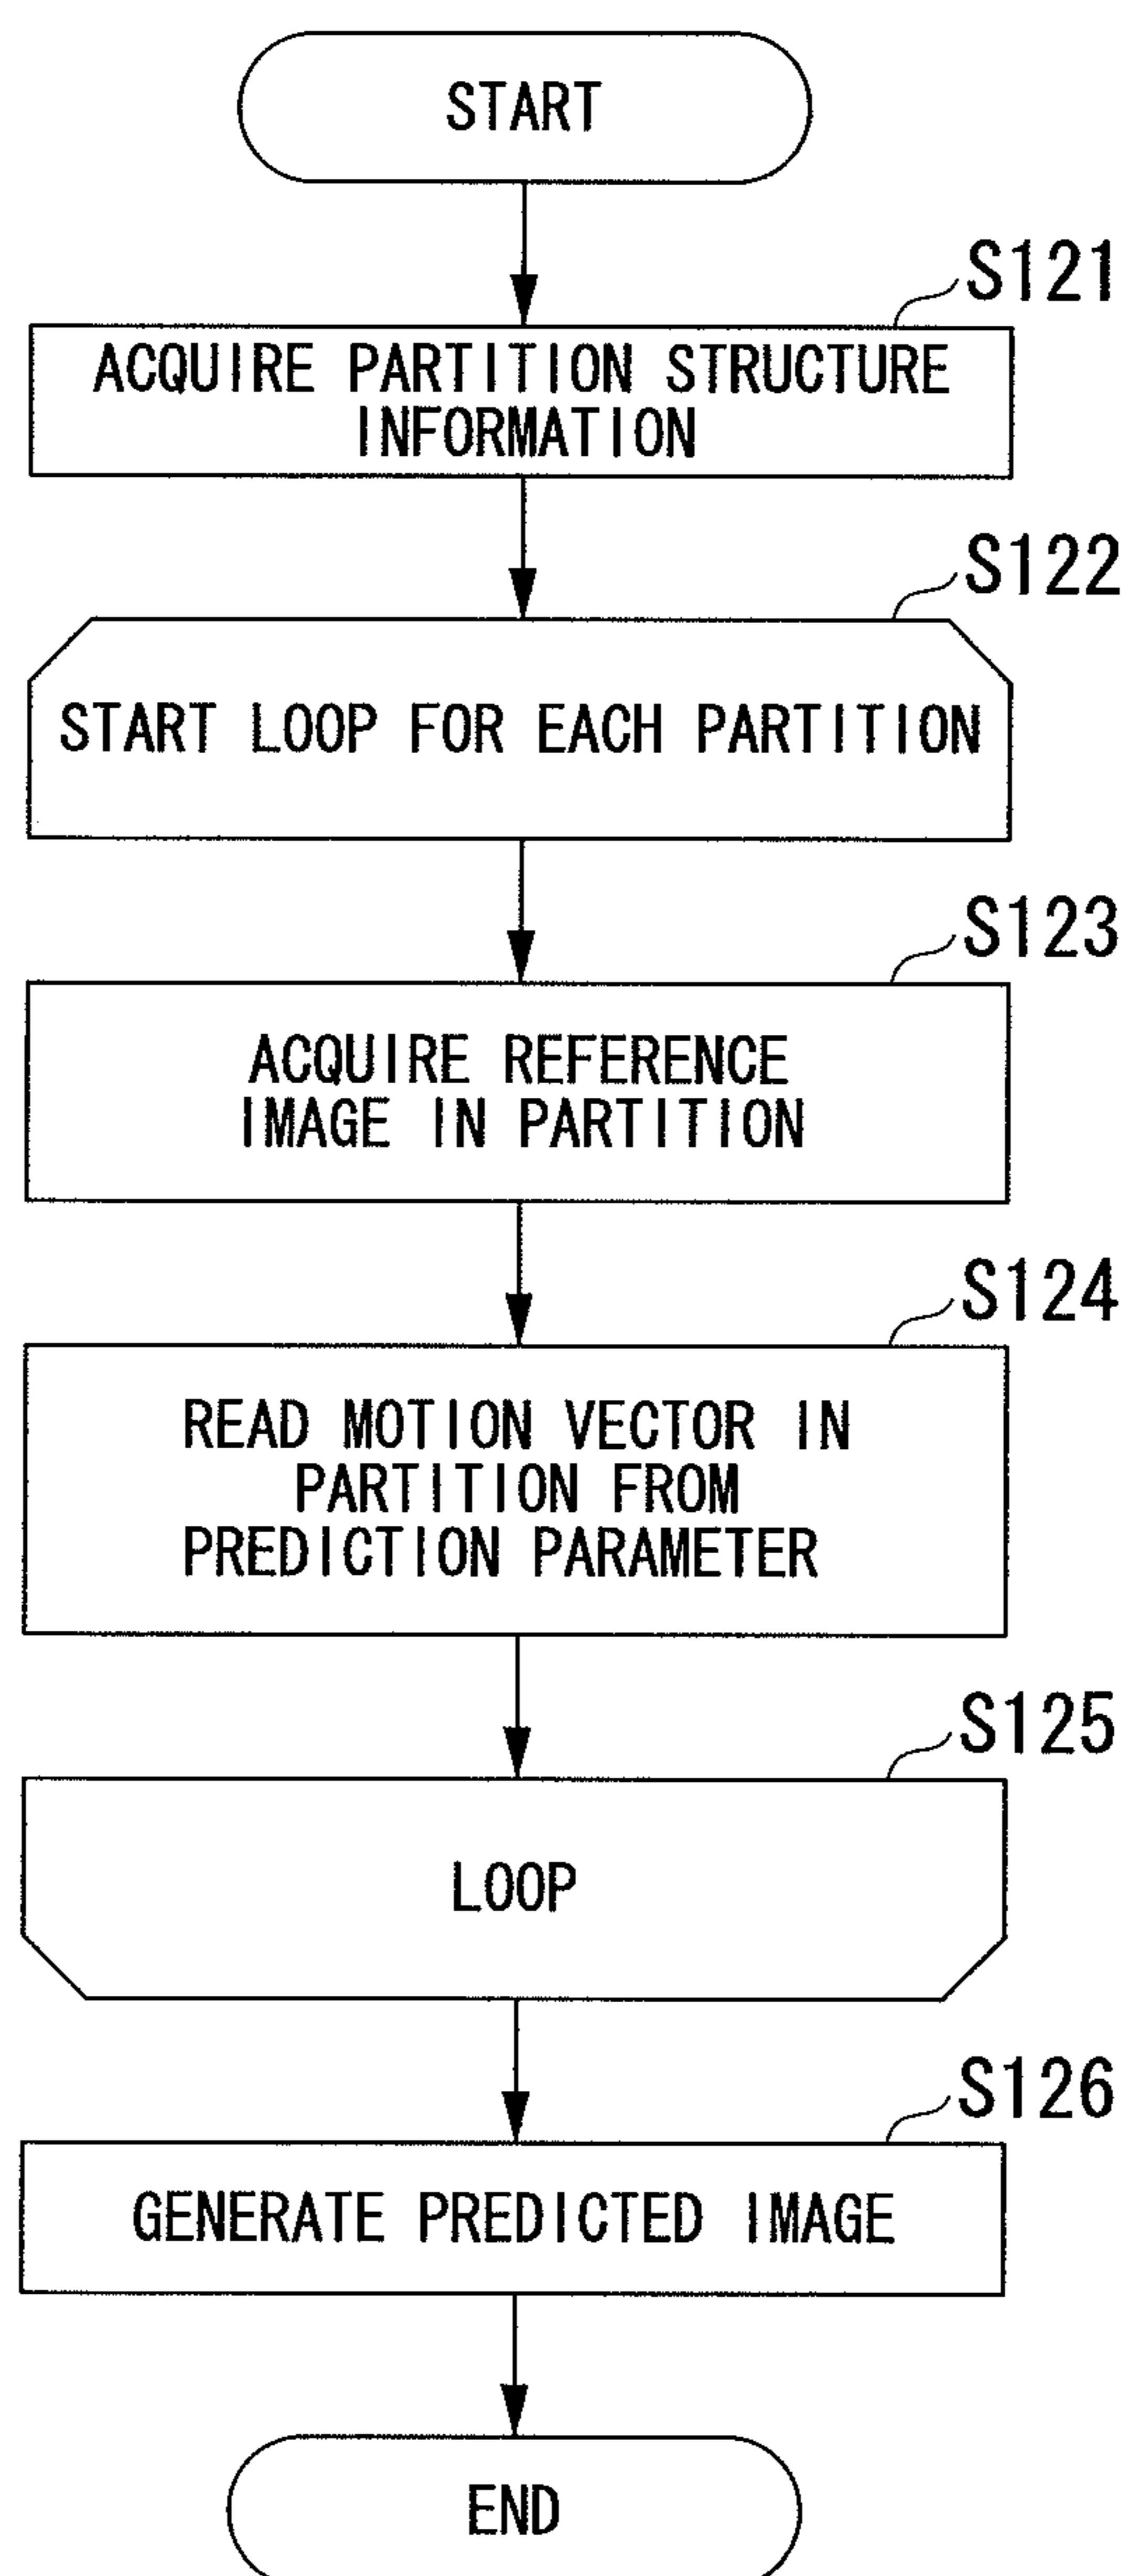 START
S121
ACQUIRE PARTITION STRUCTURE
INFORMATION
S122
START LOOP FOR EACH PARTITION
S123
ACQUIRE REFERENCE
IMAGE IN PARTITION
S124
READ MOTION VECTOR IN
PARTITION FROM
PREDICTION PARAMETER
S125
LOOP
S126
GENERATE PREDICTED IMAGE
END